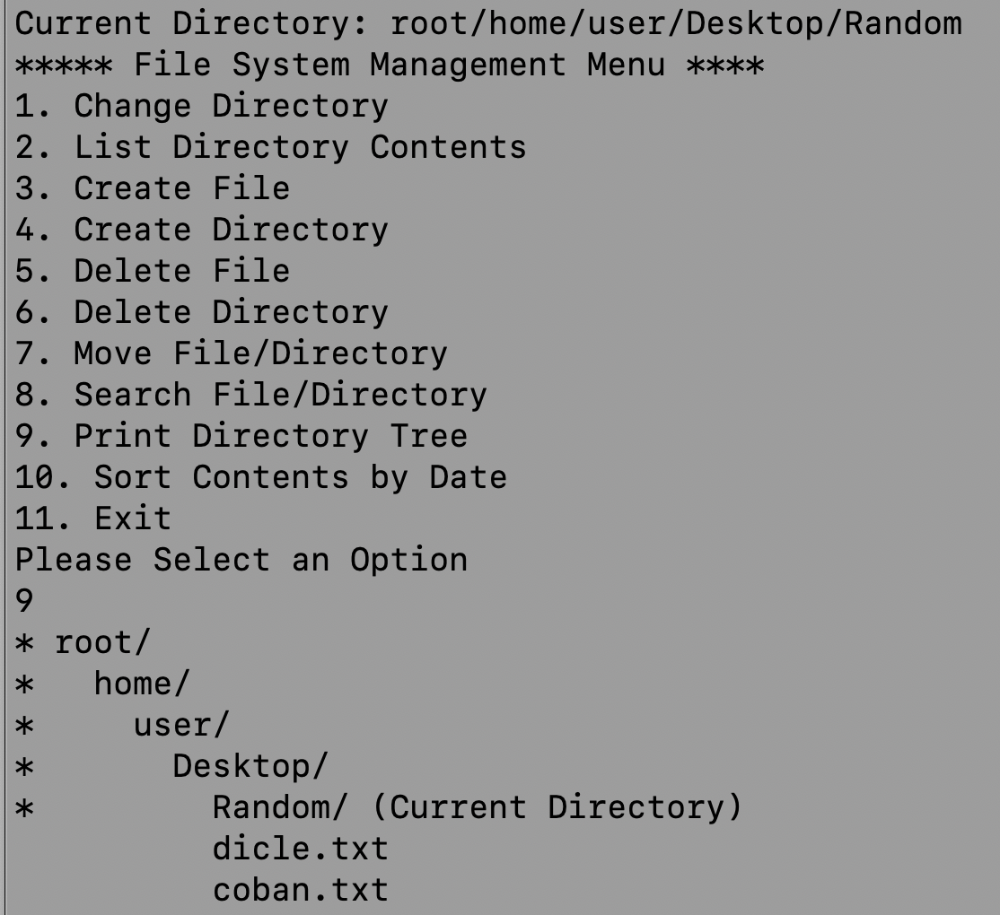 Current Directory: root/home/user/Desktop/Random
***** File System Management Menu ****
1. Change Directory
2. List Directory Contents
3. Create File
4. Create Directory
5. Delete File
6. Delete Directory
7. Move File/Directory
8. Search File/Directory
9. Print Directory Tree
10. Sort Contents by Date
11. Exit
Please Select an Option
9
* root/
*   home/
*     user/
*       Desktop/
*         Random/ (Current Directory)
          dicle.txt
          coban.txt